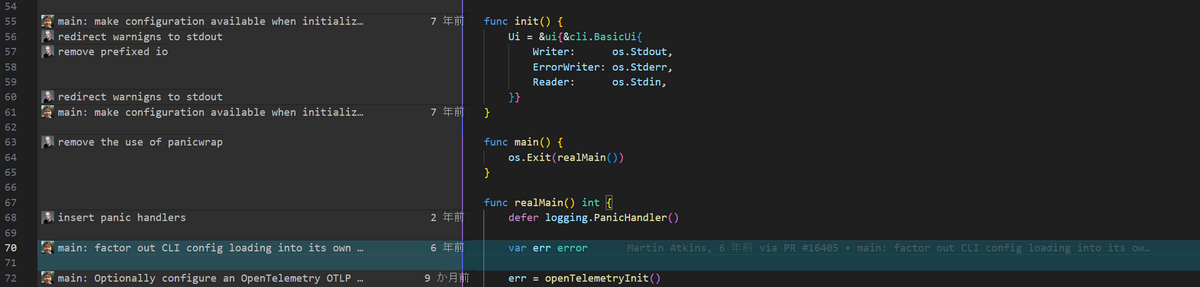 54
55 main: make configuration available when initializ… 7 年前 func init() {
56 redirect warnigns to stdout Ui = &ui{&cli.BasicUi{
57 remove prefixed io Writer: os.Stdout,
58 ErrorWriter: os.Stderr,
59 Reader: os.Stdin,
60 redirect warnigns to stdout }}
61 main: make configuration available when initializ… 7 年前 }
62
63 remove the use of panicwrap func main() {
64 os.Exit(realMain())
65 }
66
67 func realMain() int {
68 insert panic handlers 2 年前 defer logging.PanicHandler()
69
70 main: factor out CLI config loading into its own … 6 年前 var err error Martin Atkins, 6 年前 via PR #16405 • main: factor out CLI config loading into its ow…
71
72 main: Optionally configure an OpenTelemetry OTLP … 9 か月前 err = openTelemetryInit()